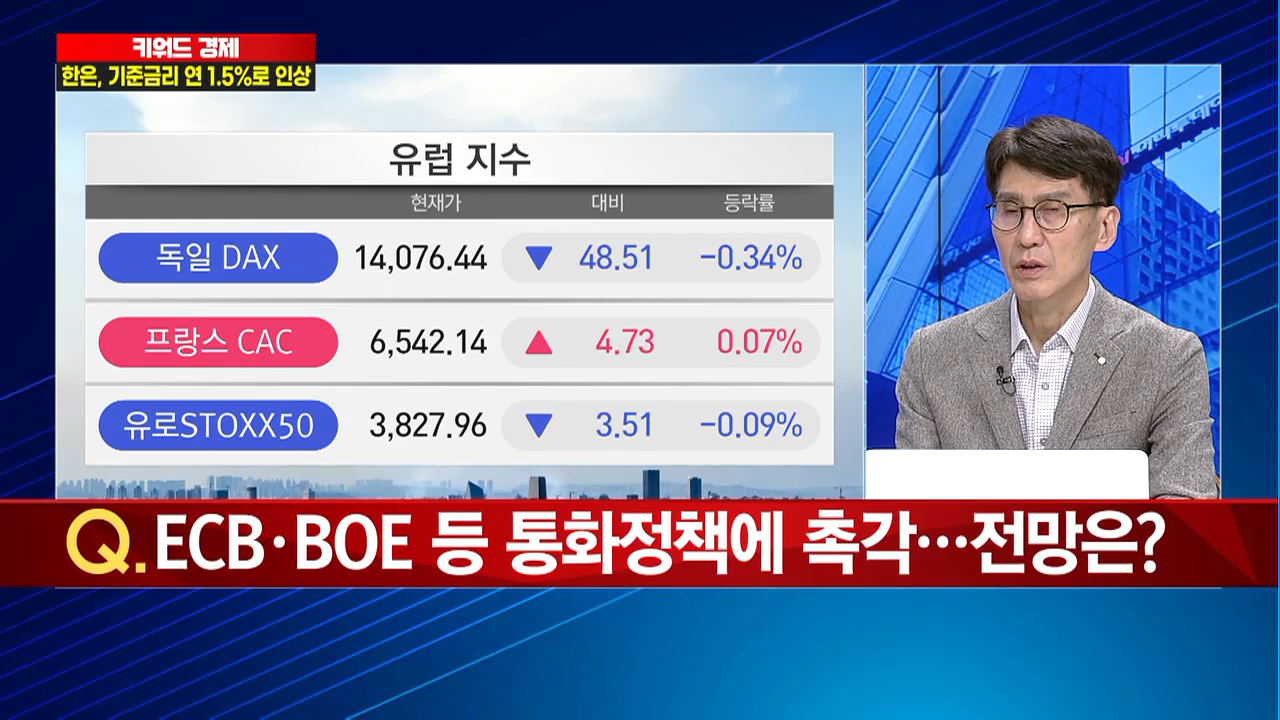 키워드 경제
한은, 기준금리 연 1.5%로 인상
유럽 지수
현재가 대비 등락률
독일 DAX 14,076.44 ▼ 48.51 -0.34%
프랑스 CAC 6,542.14 ▲ 4.73 0.07%
유로STOXX50 3,827.96 ▼ 3.51 -0.09%
Q. ECB·BOE 등 통화정책에 촉각…전망은?